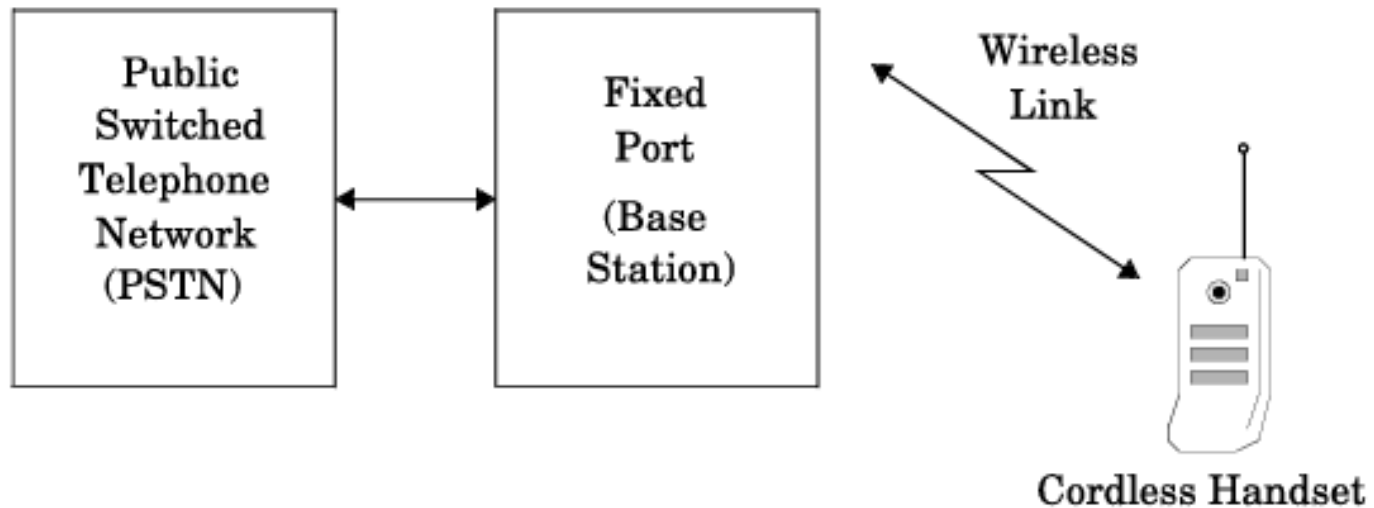 Public
Switched
Telephone
Network
(PSTN)
Fixed
Port
(Base
Station)
Wireless
Link
Cordless Handset